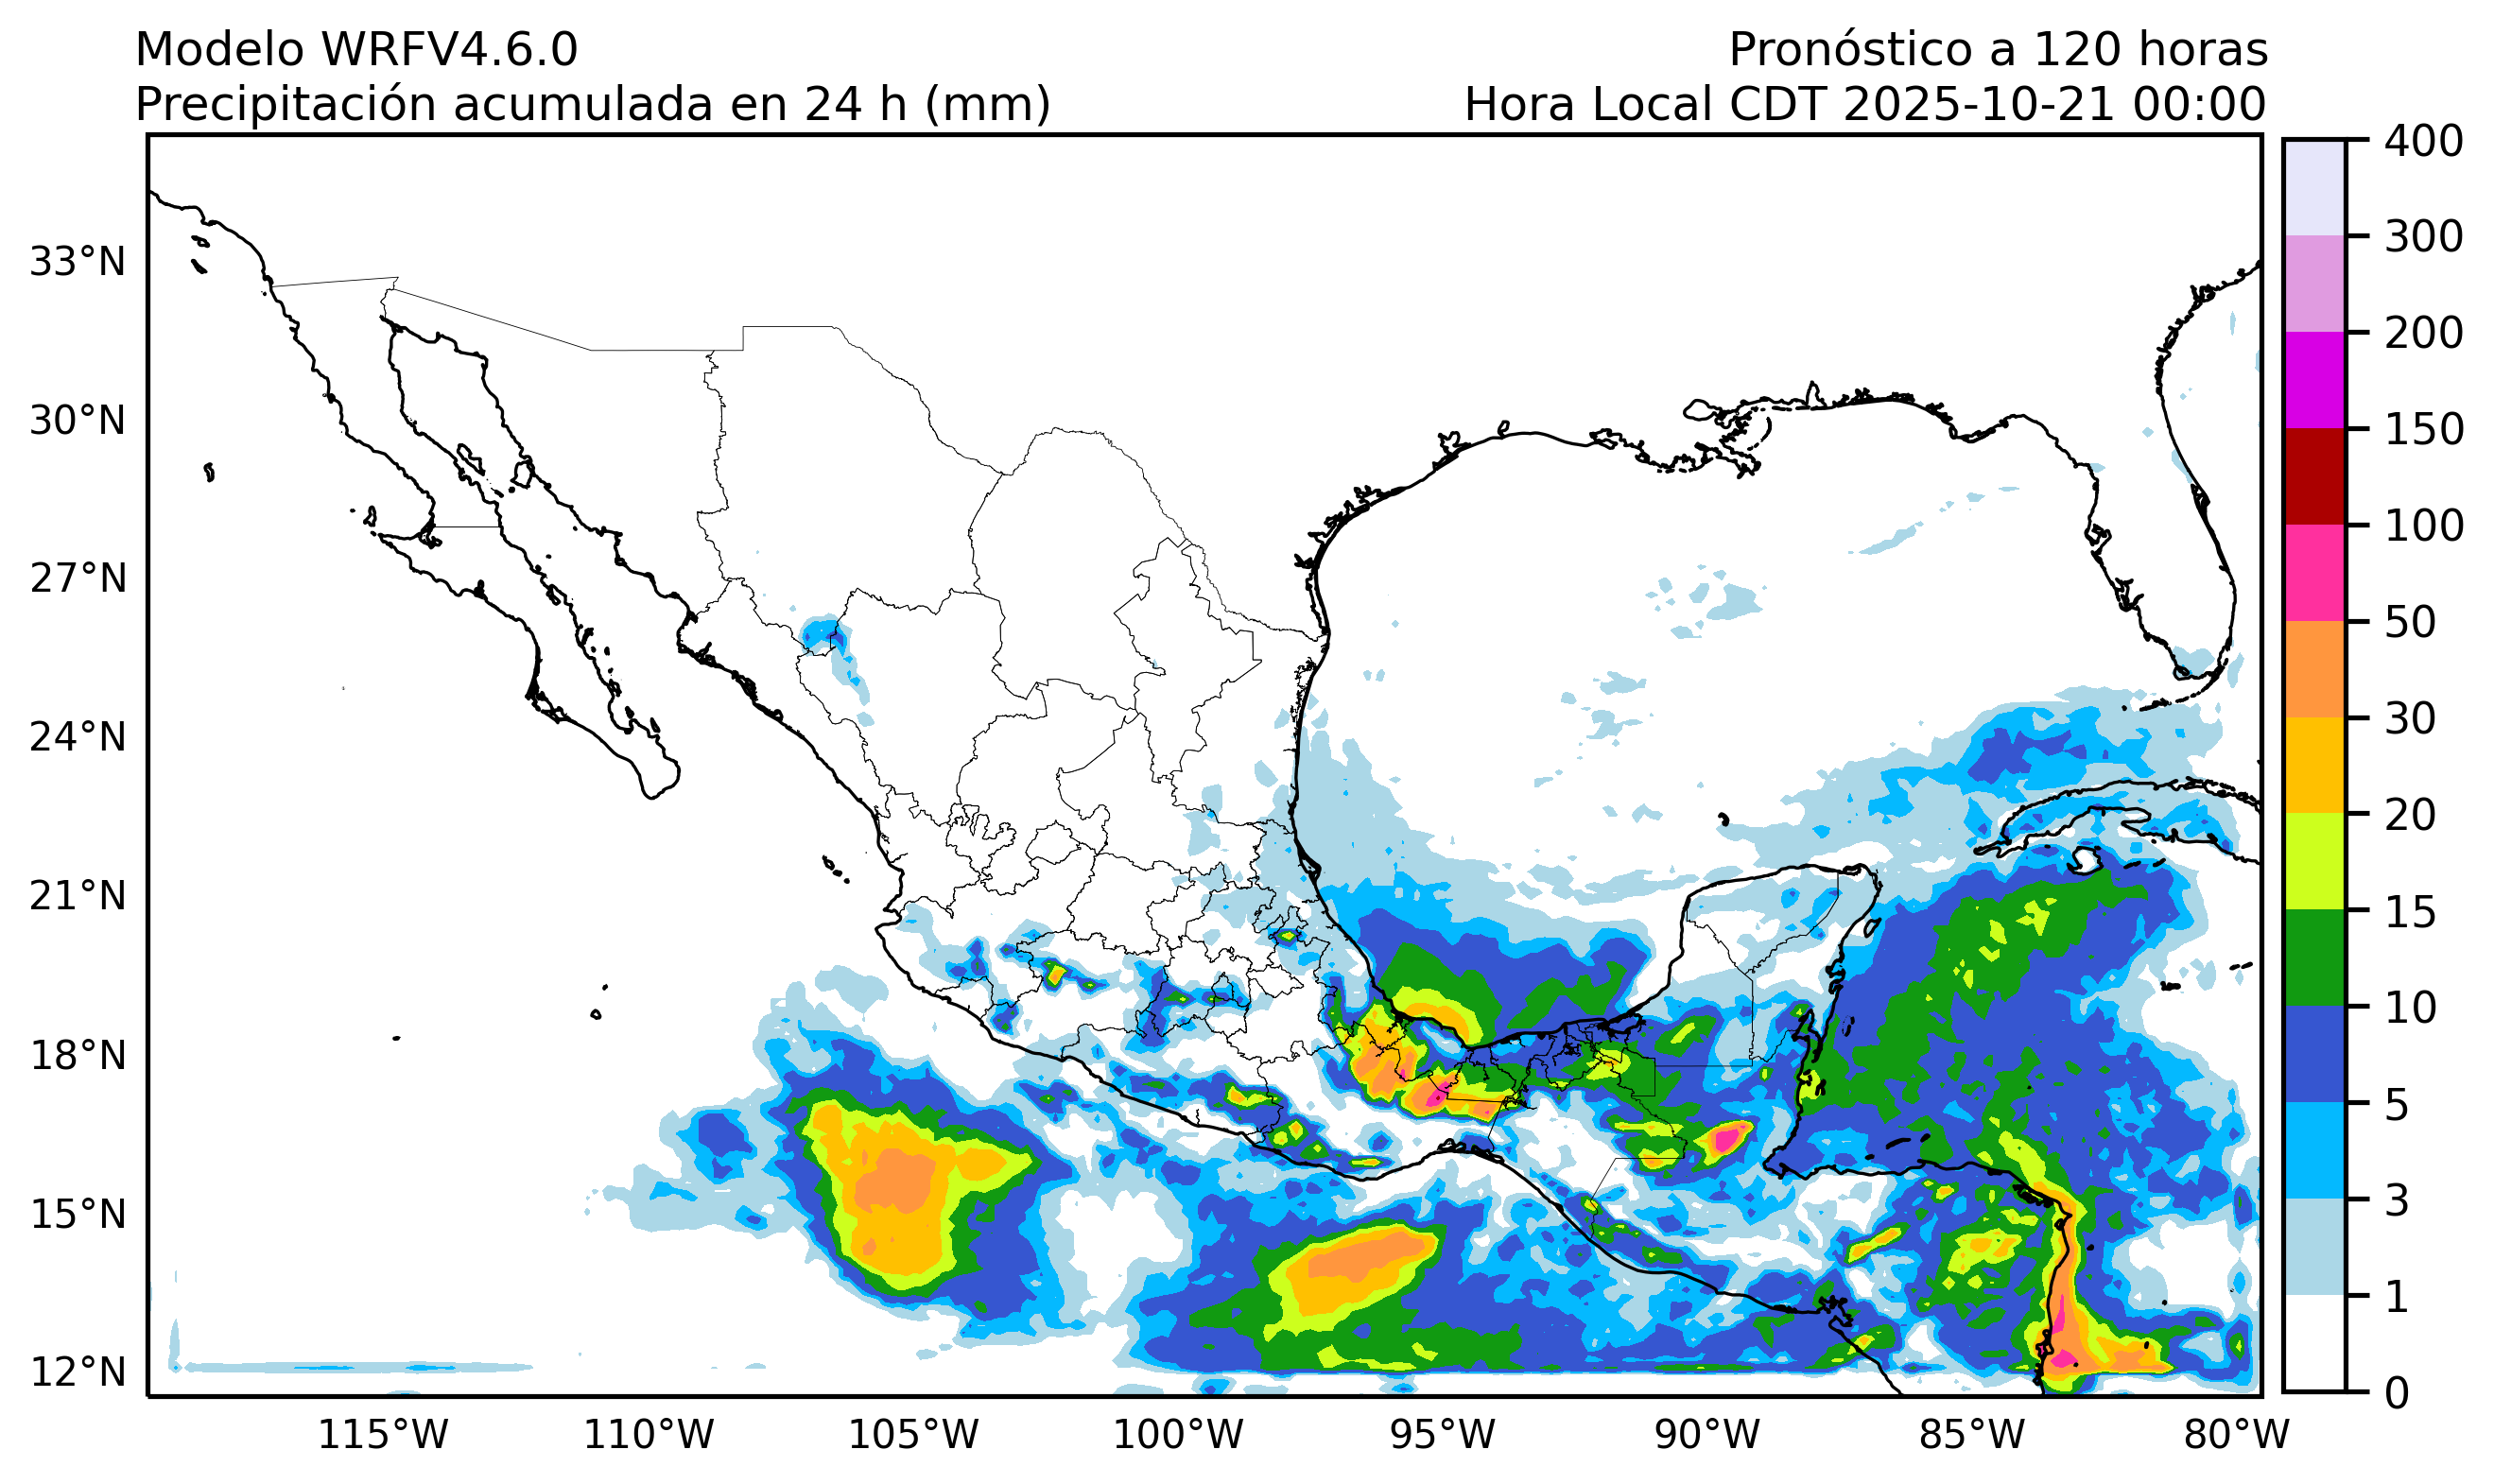 Modelo WRFV4.6.0
Pronóstico a 120 horas
Precipitación acumulada en 24 h (mm)
Hora Local CDT 2025-10-21 00:00
33°N
30°N
27°N
24°N
21°N
18°N
15°N
12°N
115°W
110°W
105°W
100°W
95°W
90°W
85°W
80°W
400
300
200
150
100
50
30
20
15
10
5
3
1
0